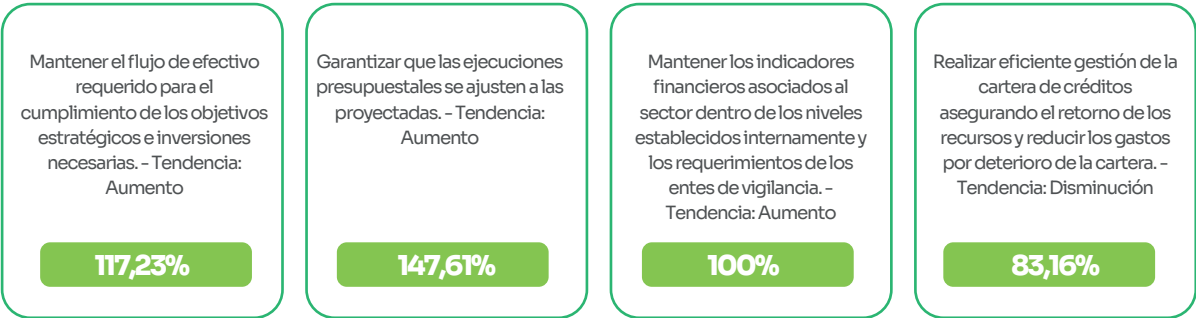 Mantener el flujo de efectivo
requerido para el
cumplimiento de los objetivos
estratégicos e inversiones
necesarias. - Tendencia:
Aumento
117,23%
Garantizar que las ejecuciones
presupuestales se ajusten a las
proyectadas. - Tendencia:
Aumento
147,61%
Mantener los indicadores
financieros asociados al
sector dentro de los niveles
establecidos internamente y
los requerimientos de los
entes de vigilancia. -
Tendencia: Aumento
100%
Realizar eficiente gestión de la
cartera de créditos
asegurando el retorno de los
recursos y reducir los gastos
por deterioro de la cartera. -
Tendencia: Disminución
83,16%